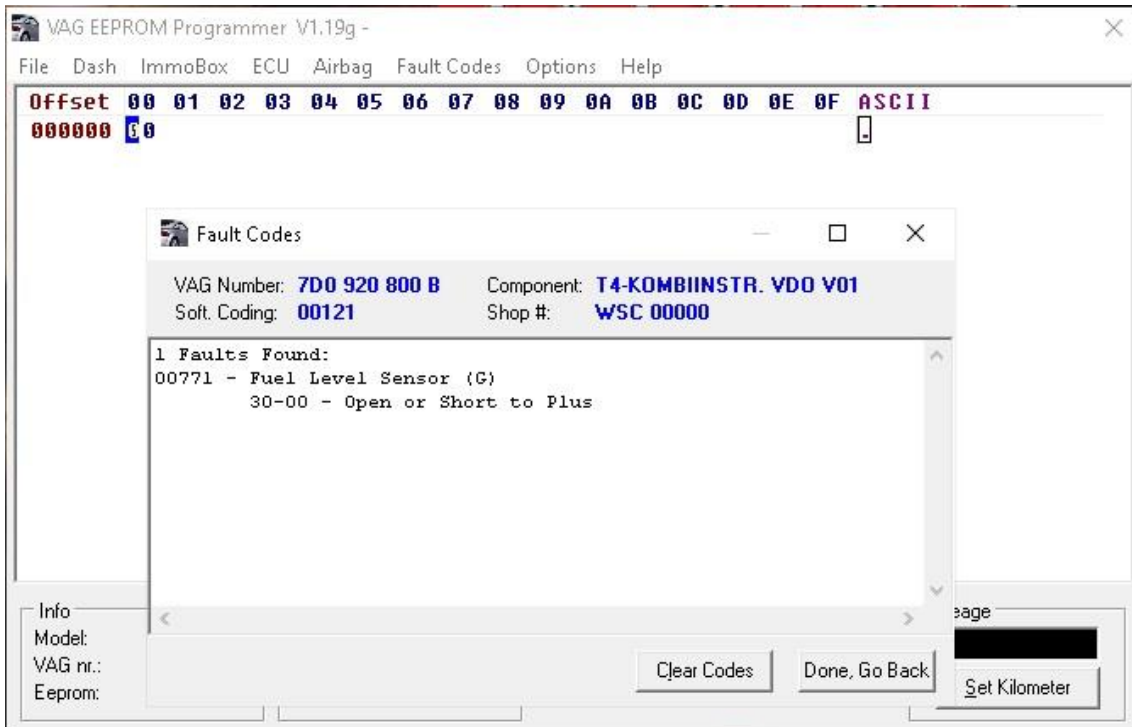 VAG EEPROM Programmer V1.19g -
File Dash ImmoBox ECU Airbag Fault Codes Options Help
Offset 00 01 02 03 04 05 06 07 08 09 0A 0B 0C 0D 0E 0F ASCII
000000 00 .
Fault Codes
VAG Number: 7D0 920 800 B Component: T4-KOMBIINSTR. VDO V01
Soft. Coding: 00121 Shop #: WSC 00000
1 Faults Found:
00771 - Fuel Level Sensor (G)
30-00 - Open or Short to Plus
Info
Model:
VAG nr.:
Eeprom:
Clear Codes
Done, Go Back
Set Kilometer